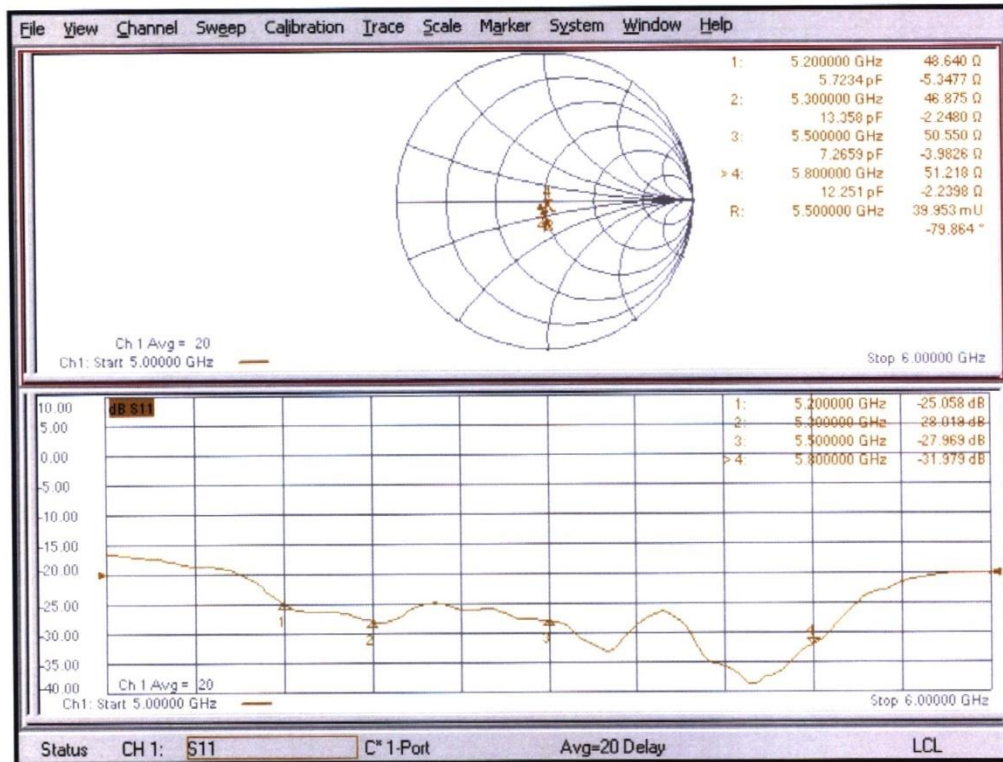 File View Channel Sweep Calibration Trace Scale Marker System Window Help
1: 5.200000 GHz 48.640 Ω
5.7234 pF -5.3477 Ω
2: 5.300000 GHz 46.875 Ω
13.358 pF -2.2480 Ω
3: 5.500000 GHz 50.550 Ω
7.2659 pF -3.9826 Ω
> 4: 5.800000 GHz 51.218 Ω
12.251 pF -2.2398 Ω
R: 5.500000 GHz 39.953 mU
-79.864 °
Ch 1 Avg = 20
Ch1: Start 5.00000 GHz Stop 6.00000 GHz
10.00 dB S11 1: 5.200000 GHz -25.058 dB
5.00 2: 5.300000 GHz 28.019 dB
3: 5.500000 GHz -27.969 dB
0.00 > 4: 5.800000 GHz -31.979 dB
-5.00
-10.00
-15.00
-20.00
-25.00
1 2 3 4
-30.00
-35.00
-40.00 Ch 1 Avg = 20
Ch1: Start 5.00000 GHz Stop 6.00000 GHz
Status CH 1: S11 C* 1-Port Avg=20 Delay LCL